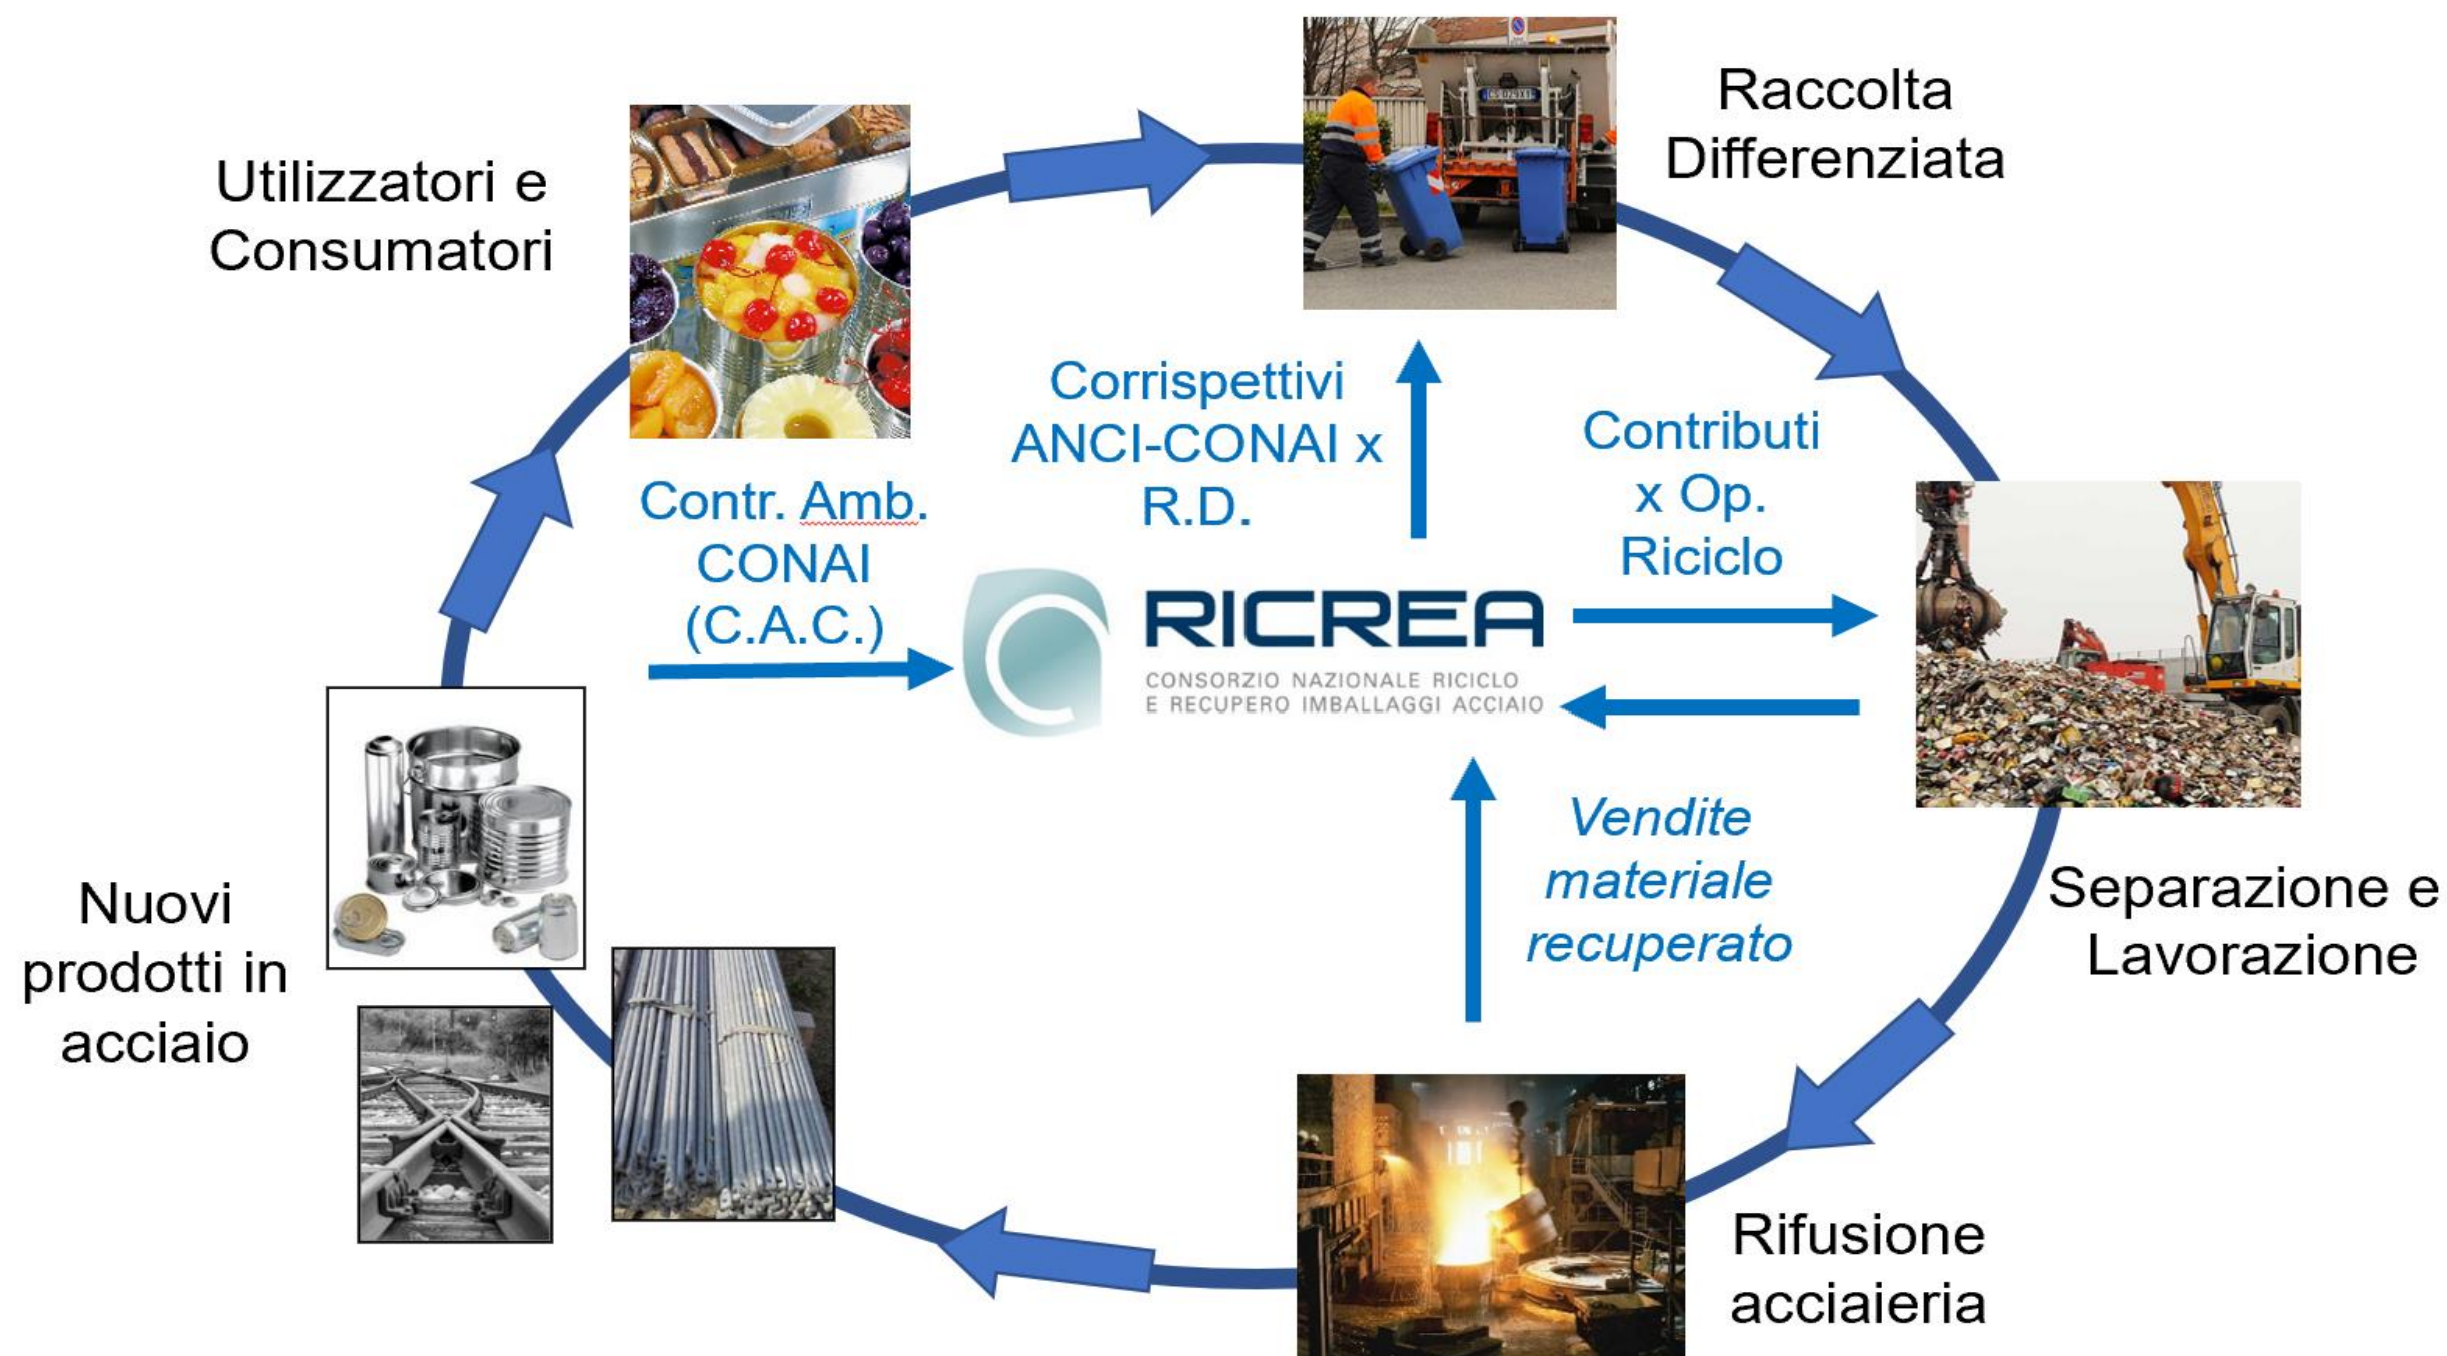 Raccolta
Differenziata
Utilizzatori e
Consumatori
Corrispettivi
ANCI-CONAI x
R.D.
Contributi
x Op.
Riciclo
Contr. Amb.
CONAI
(C.A.C.)
RICREA
CONSORZIO NAZIONALE RICICLO
E RECUPERO IMBALLAGGI ACCIAIO
Vendite
materiale
recuperato
Separazione e
Lavorazione
Nuovi
prodotti in
acciaio
Rifusione
acciaieria